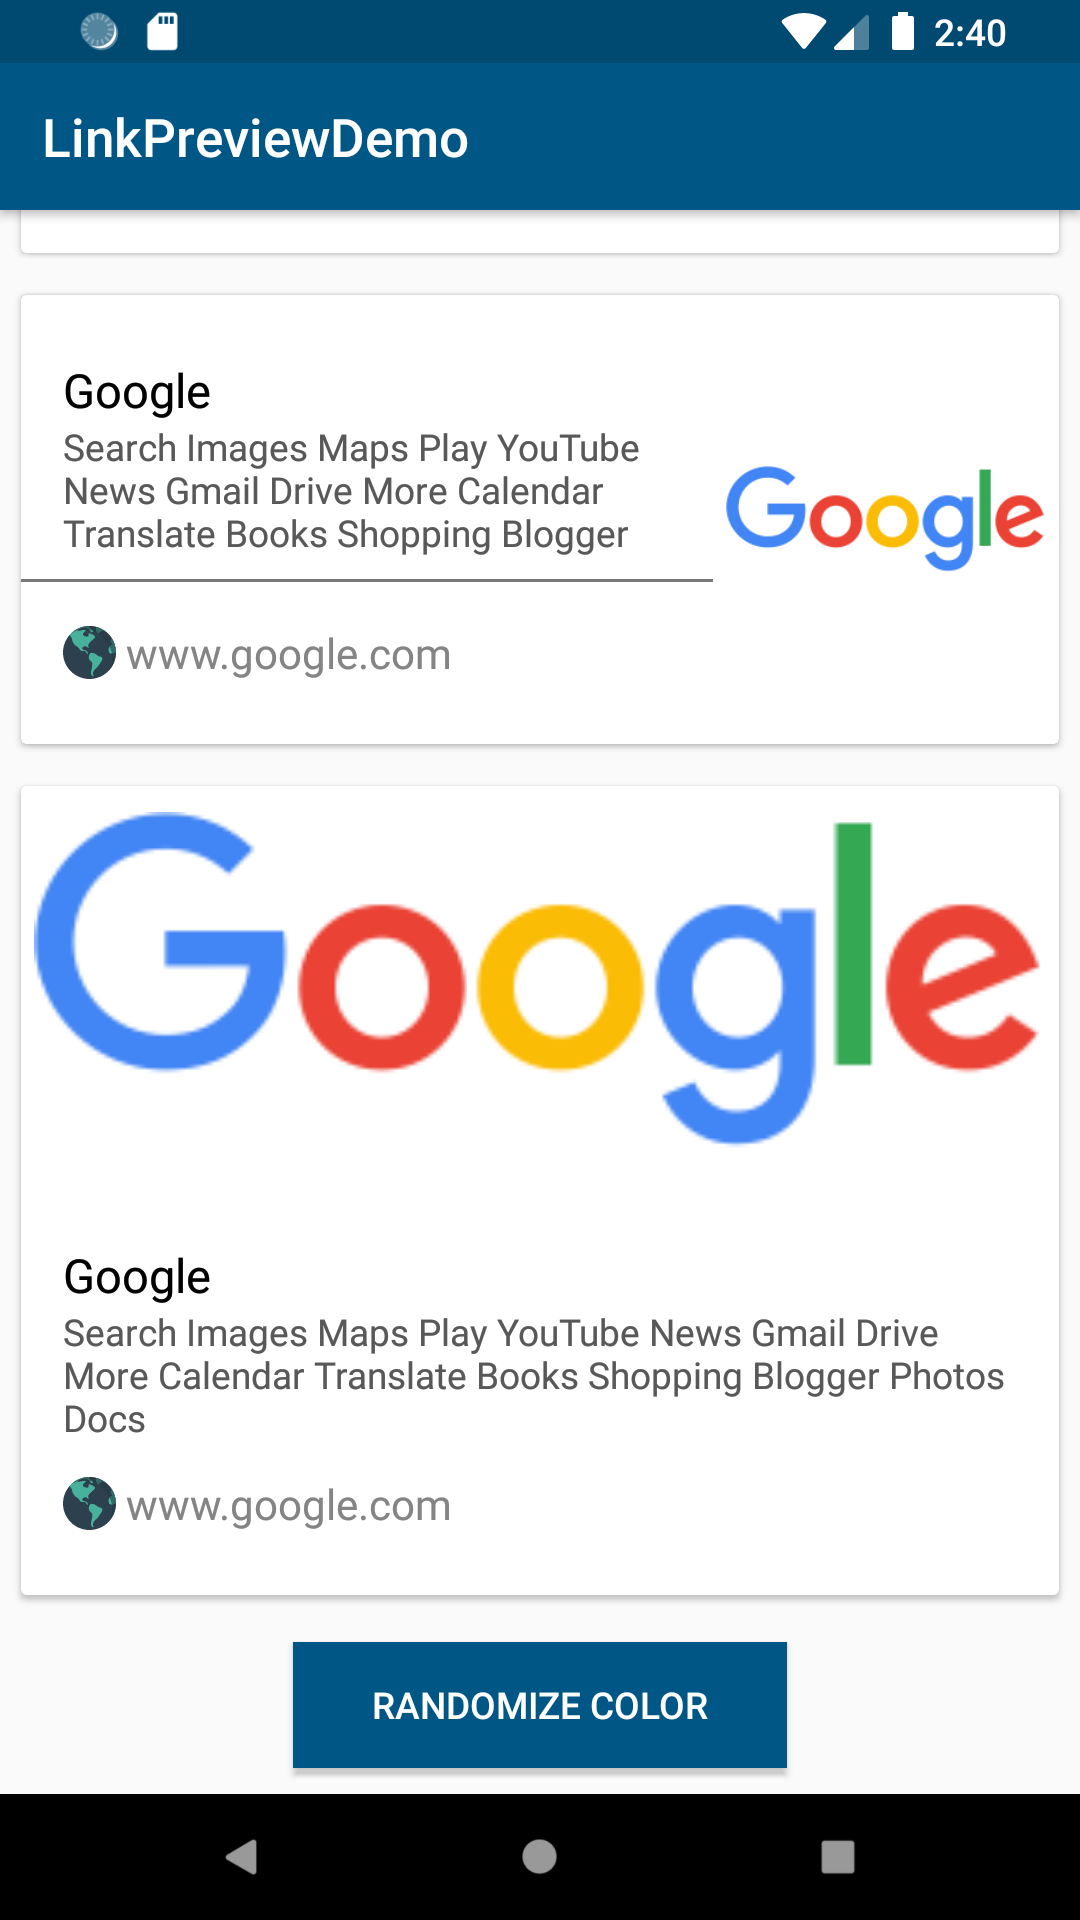 2:40
LinkPreviewDemo
Google
Search Images Maps Play YouTube
News Gmail Drive More Calendar
Translate Books Shopping Blogger
Google
www.google.com
Google
Google
Search Images Maps Play YouTube News Gmail Drive
More Calendar Translate Books Shopping Blogger Photos
Docs
www.google.com
RANDOMIZE COLOR